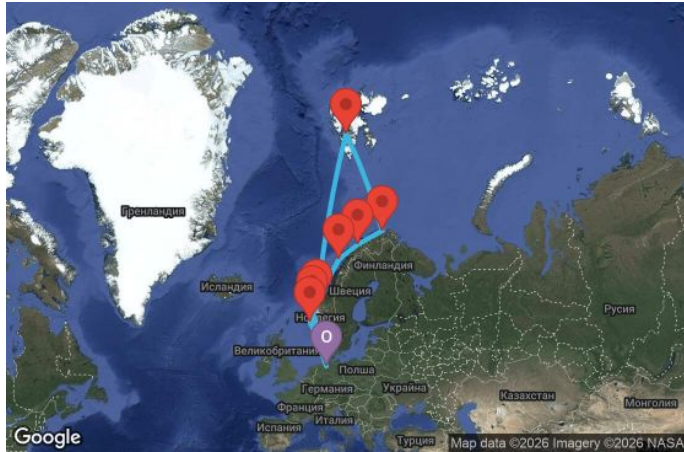 Гренландия
Исландия
Финландия
Швеция
Норвегия
Русия
О
Великобритания
Полша
Германия
Украйна
Казахстан
Франция
Монголия
Испания
Италия
Турция
Google
Map data ©2026 Imagery ©2026 NASA